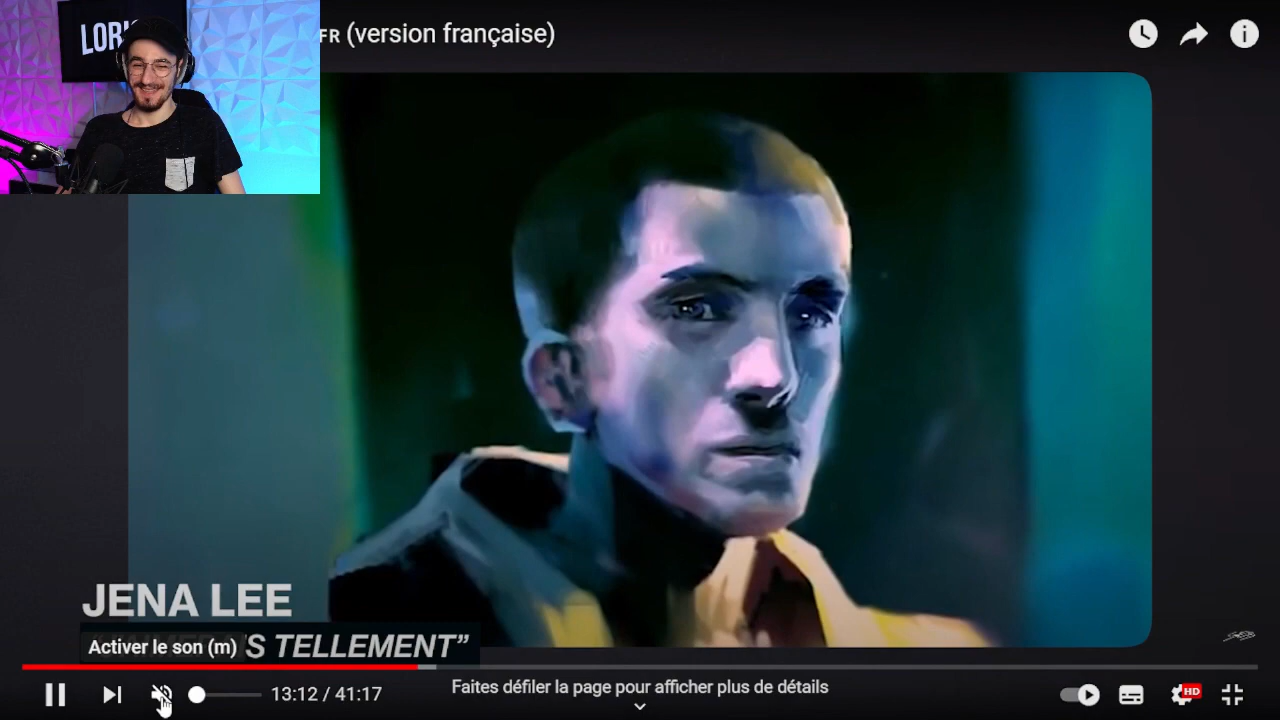 LORI
FR (version française)
JENA LEE
Activer le son (m)
S TELLEMENT”
13:12 / 41:17
Faites défiler la page pour afficher plus de détails
HD